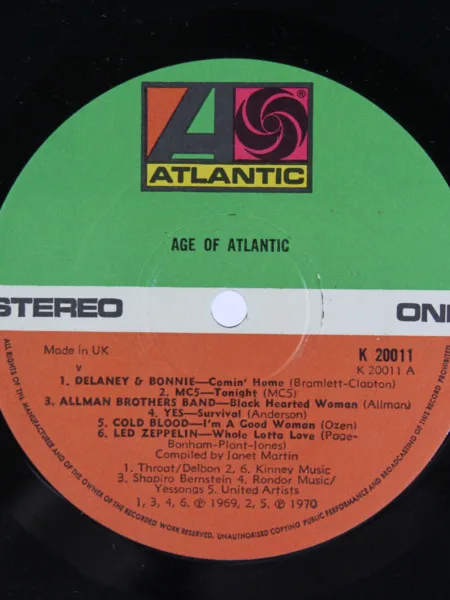 ATLANTIC
AGE OF ATLANTIC
STEREO ONE
Made in UK K 20011
v K 20011 A
1. DELANEY & BONNIE—Comin' Home (Bramlett-Clapton)
2. MC5—Tonight (MC5)
3. ALLMAN BROTHERS BAND—Black Hearted Woman (Allman)
4. YES—Survival (Anderson)
5. COLD BLOOD—I'm A Good Woman (Ozen)
6. LED ZEPPELIN—Whole Lotta Love (Page-
Bonham-Plant-Jones)
Compiled by Janet Martin
1. Throat/Delbon 2, 6. Kinney Music
3. Shapiro Bernstein 4, Rondor Music/
Yessongs 5. United Artists
1, 3, 4, 6. ℗ 1969, 2, 5, ℗ 1970
ALL RIGHTS OF THE MANUFACTURER AND OF THE OWNER OF THE RECORDED WORK RESERVED. UNAUTHORISED COPYING PUBLIC PERFORMANCE AND BROADCASTING OF THIS RECORD PROHIBITED